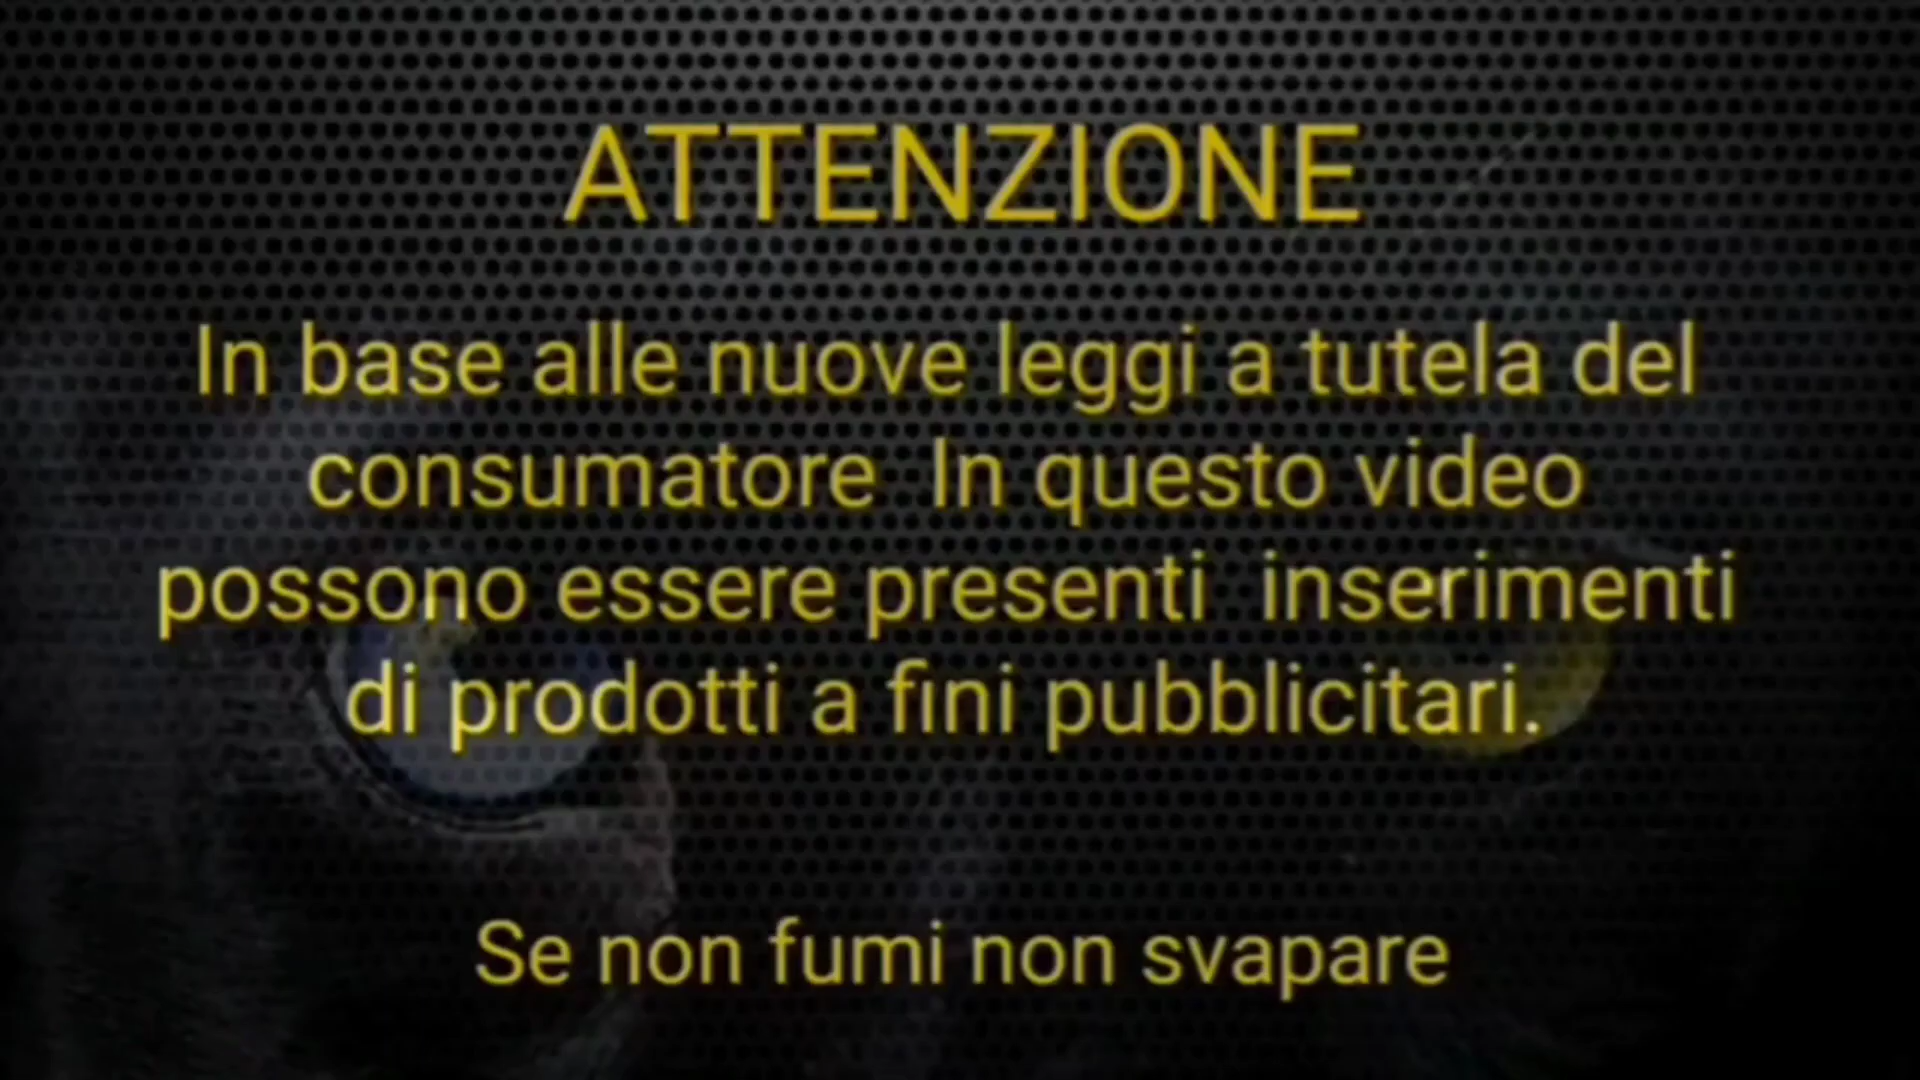 ATTENZIONE
In base alle nuove leggi a tutela del
consumatore  In questo video
possono essere presenti  inserimenti
di prodotti a fini pubblicitari.
Se non fumi non svapare